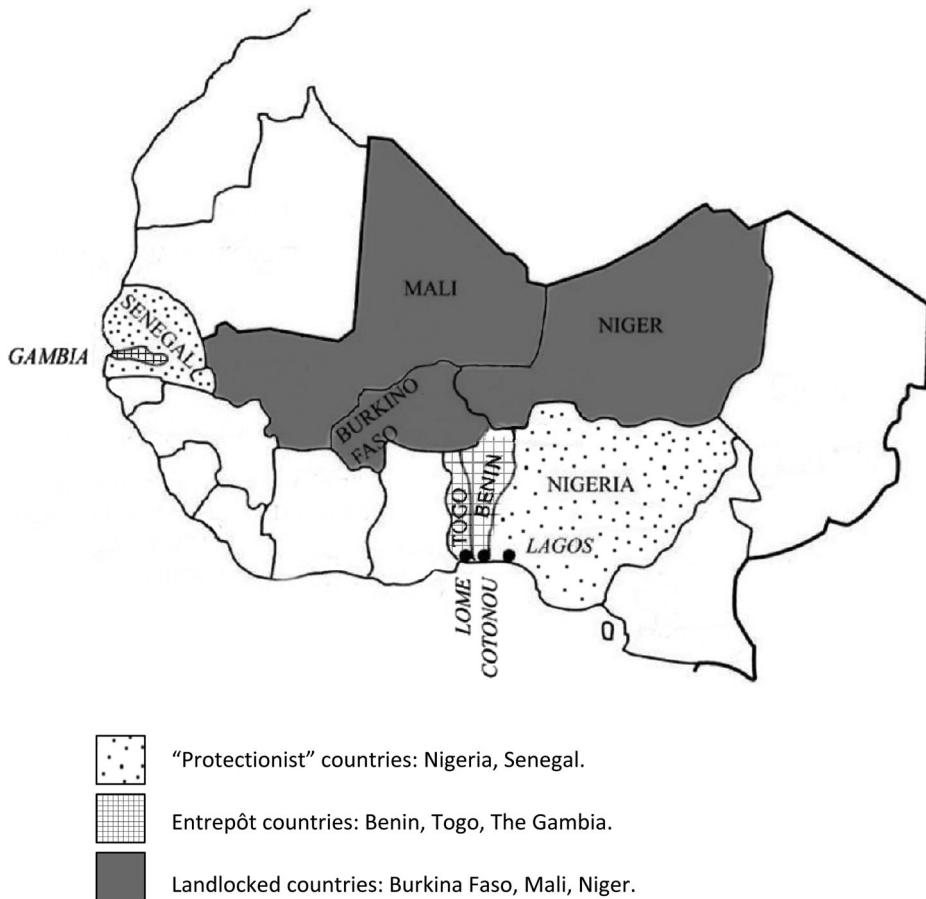 MALI
NIGER
SENEGAL
GAMBIA
BURKINO
FASO
TOGO
BENIN
NIGERIA
LAGOS
LOME
COTONOU
“Protectionist” countries: Nigeria, Senegal.
Entrepôt countries: Benin, Togo, The Gambia.
Landlocked countries: Burkina Faso, Mali, Niger.